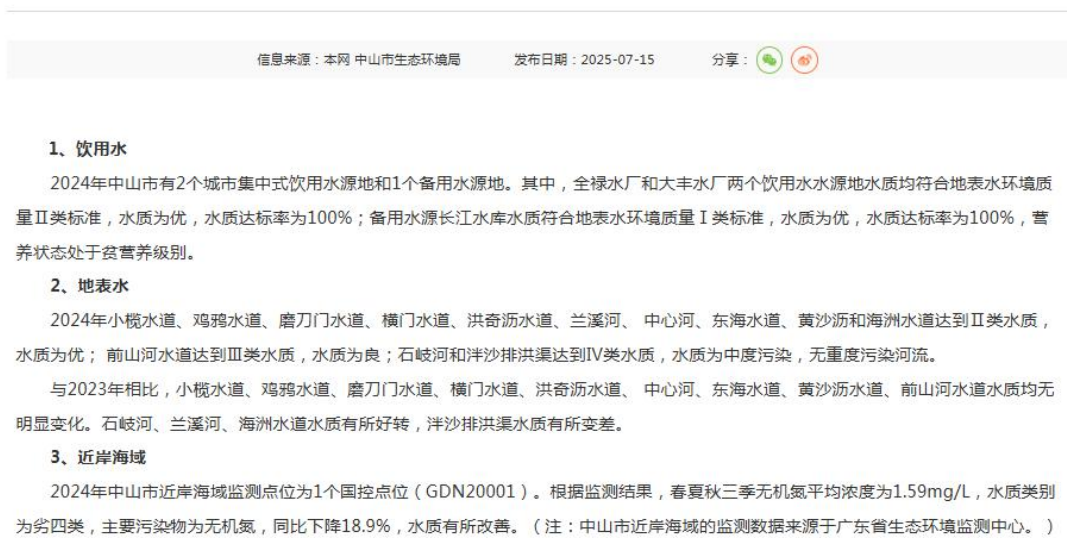 信息来源：本网 中山市生态环境局 发布日期：2025-07-15 分享：
1、饮用水
2024年中山市有2个城市集中式饮用水源地和1个备用水源地。其中，全禄水厂和大丰水厂两个饮用水水源地水质均符合地表水环境质
量Ⅱ类标准，水质为优，水质达标率为100%；备用水源长江水库水质符合地表水环境质量Ⅰ类标准，水质为优，水质达标率为100%，营
养状态处于贫营养级别。
2、地表水
2024年小榄水道、鸡鸦水道、磨刀门水道、横门水道、洪奇沥水道、兰溪河、 中心河、东海水道、黄沙沥和海洲水道达到Ⅱ类水质，
水质为优； 前山河水道达到Ⅲ类水质，水质为良；石岐河和泮沙排洪渠达到Ⅳ类水质，水质为中度污染，无重度污染河流。
与2023年相比，小榄水道、鸡鸦水道、磨刀门水道、横门水道、洪奇沥水道、 中心河、东海水道、黄沙沥水道、前山河水道水质均无
明显变化。石岐河、兰溪河、海洲水道水质有所好转，泮沙排洪渠水质有所变差。
3、近岸海域
2024年中山市近岸海域监测点位为1个国控点位（GDN20001）。根据监测结果，春夏秋三季无机氮平均浓度为1.59mg/L，水质类别
为劣四类，主要污染物为无机氮，同比下降18.9%，水质有所改善。（注：中山市近岸海域的监测数据来源于广东省生态环境监测中心。）